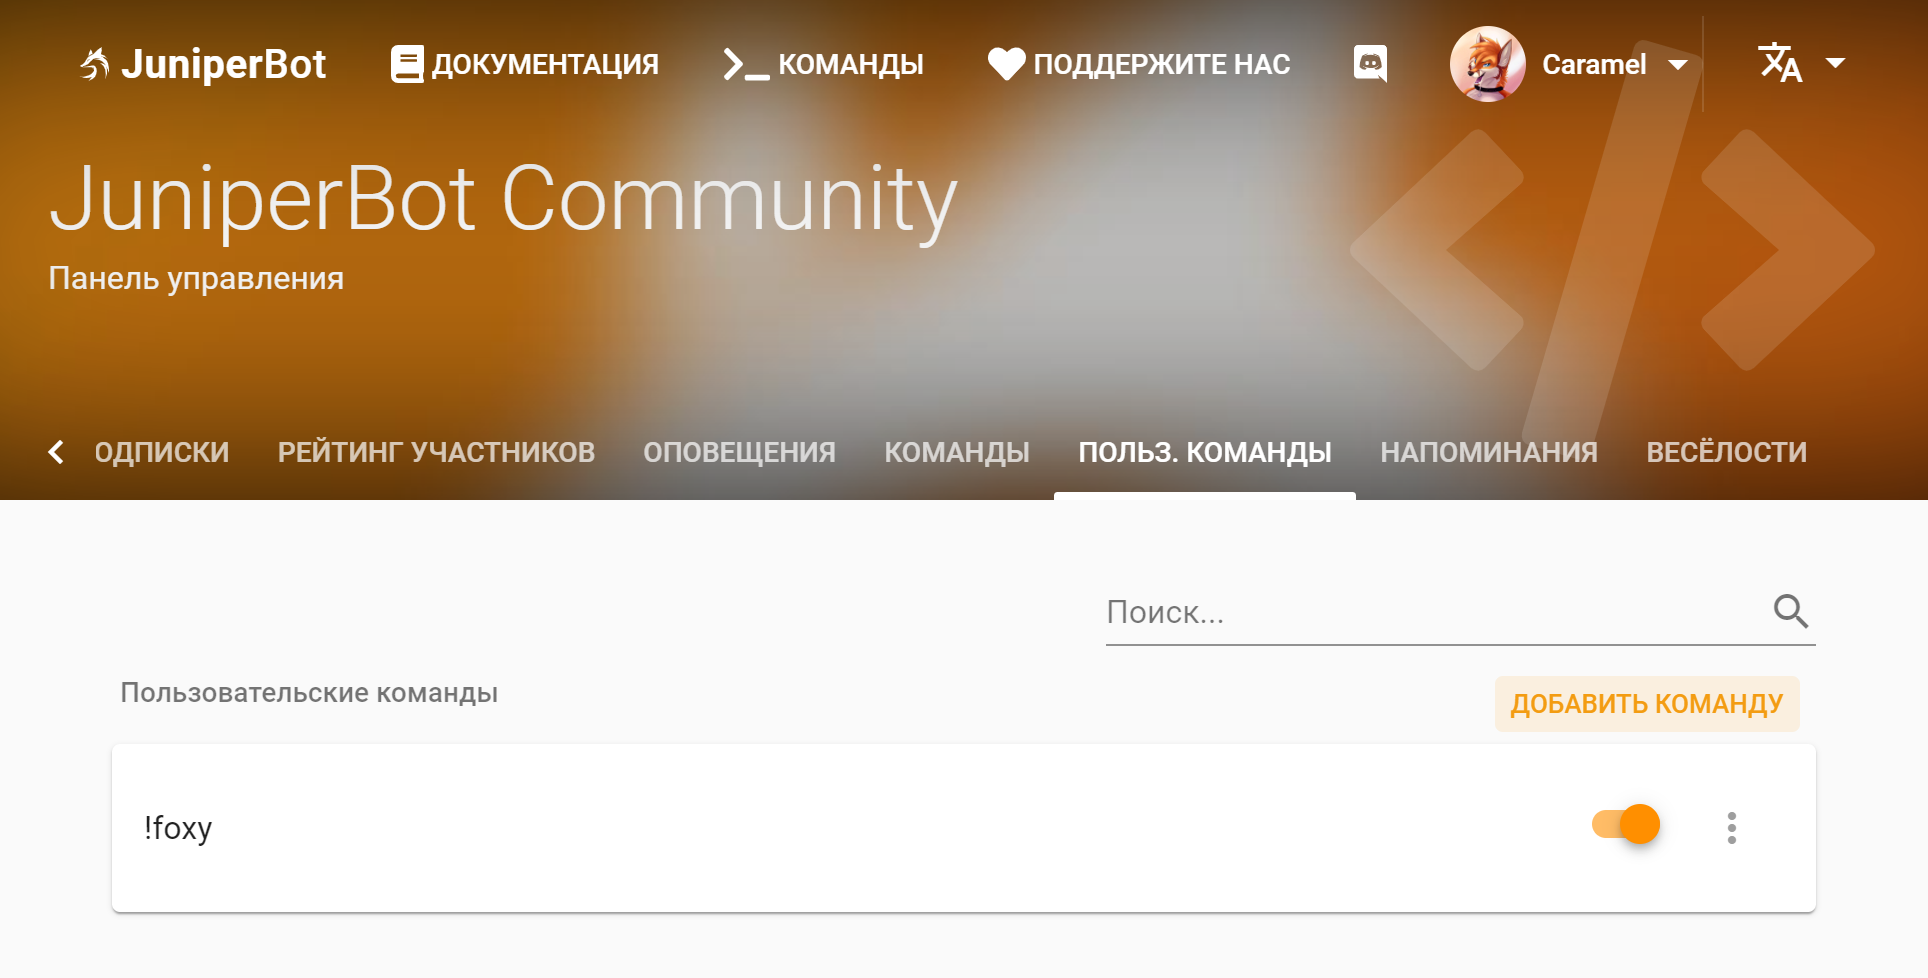 JuniperBot ДОКУМЕНТАЦИЯ КОМАНДЫ ПОДДЕРЖИТЕ НАС Caramel
JuniperBot Community
Панель управления
ОДПИСКИ РЕЙТИНГ УЧАСТНИКОВ ОПОВЕЩЕНИЯ КОМАНДЫ ПОЛЬЗ. КОМАНДЫ НАПОМИНАНИЯ ВЕСЁЛОСТИ
Поиск...
Пользовательские команды
ДОБАВИТЬ КОМАНДУ
!foxy